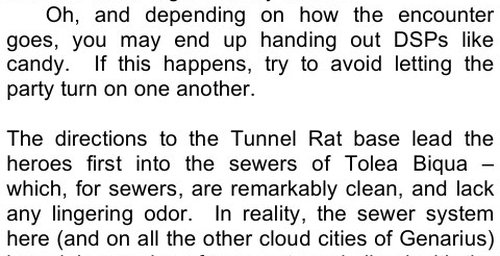 Oh, and depending on how the encounter
goes, you may end up handing out DSPs like
candy. If this happens, try to avoid letting the
party turn on one another.
The directions to the Tunnel Rat base lead the
heroes first into the sewers of Tolea Biqua –
which, for sewers, are remarkably clean, and lack
any lingering odor. In reality, the sewer system
here (and on all the other cloud cities of Genarius)